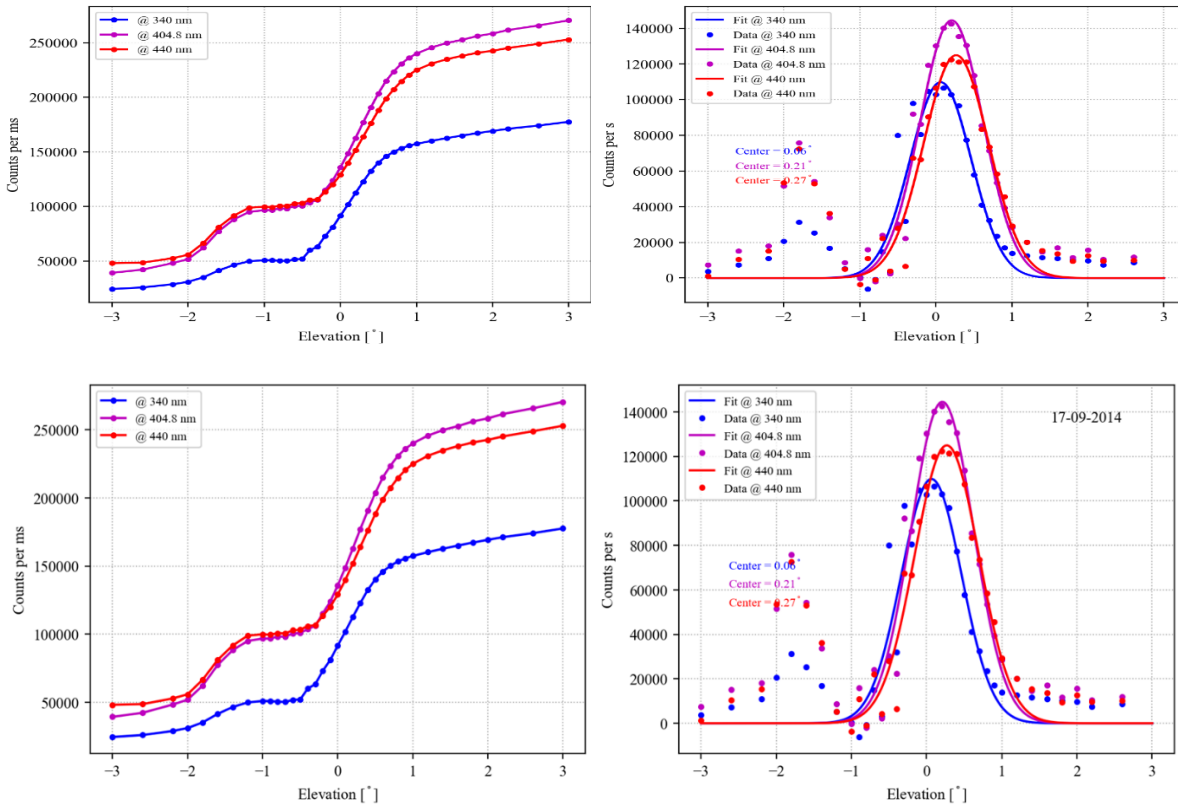 @ 340 nm
@ 404.8 nm
@ 440 nm
250000
200000
150000
100000
50000
Counts per ms
−3
−2
−1
0
1
2
3
Elevation [°]
Fit @ 340 nm
Data @ 340 nm
Fit @ 404.8 nm
Data @ 404.8 nm
Fit @ 440 nm
Data @ 440 nm
140000
120000
100000
80000
60000
40000
20000
0
Counts per s
Center = 0.06°
Center = 0.21°
Center = 0.27°
−3
−2
−1
0
1
2
3
Elevation [°]
@ 340 nm
@ 404.8 nm
@ 440 nm
250000
200000
150000
100000
50000
Counts per ms
−3
−2
−1
0
1
2
3
Elevation [°]
Fit @ 340 nm
Data @ 340 nm
Fit @ 404.8 nm
Data @ 404.8 nm
Fit @ 440 nm
Data @ 440 nm
17-09-2014
140000
120000
100000
80000
60000
40000
20000
0
Counts per s
Center = 0.06°
Center = 0.21°
Center = 0.27°
−3
−2
−1
0
1
2
3
Elevation [°]